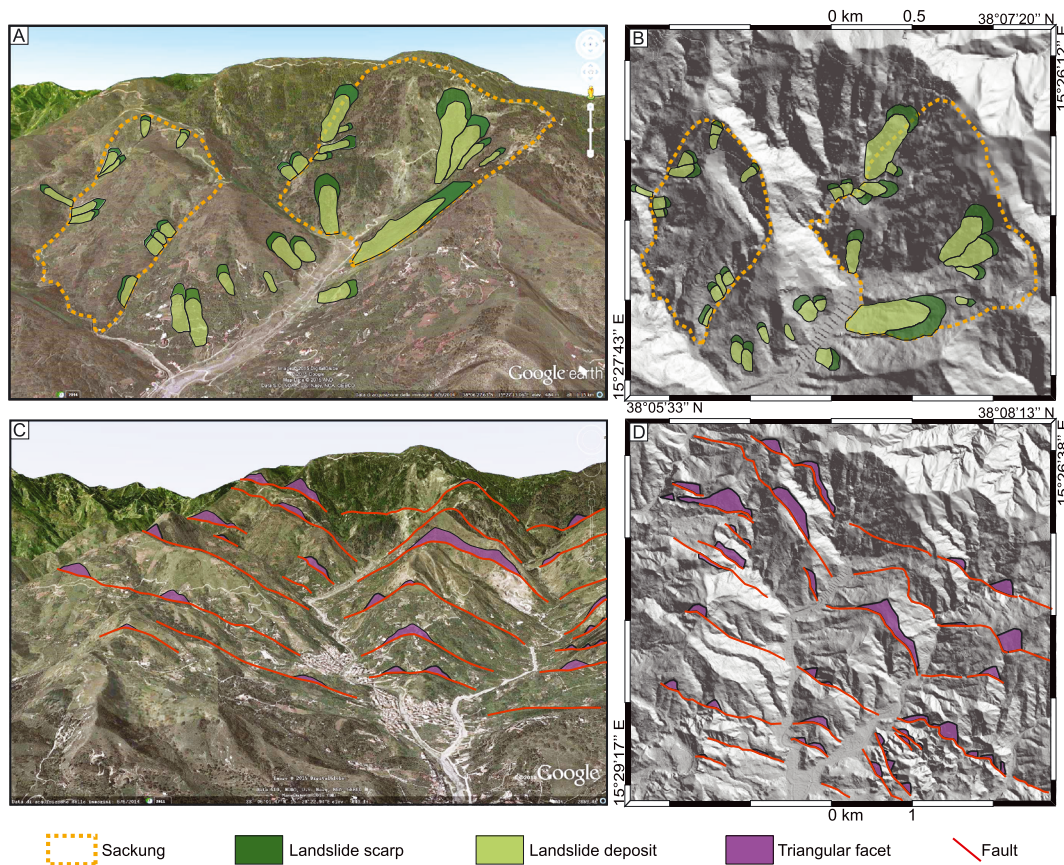 A
Google earth
B
0 km 0.5
38°07'20'' N
15°26'12'' E
15°27'43'' E
38°05'33'' N
C
Google
D
38°08'13'' N
15°26'38'' E
15°29'17'' E
0 km 1
Sackung
Landslide scarp
Landslide deposit
Triangular facet
Fault